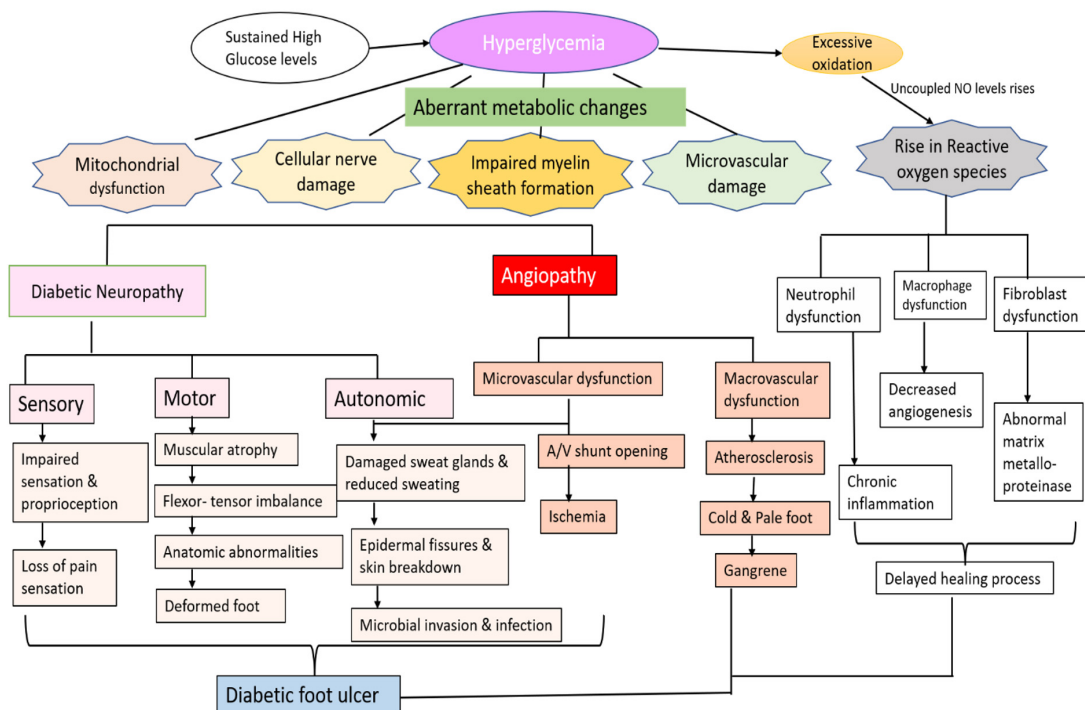 Sustained High
Glucose levels
Hyperglycemia
Excessive
oxidation
Uncoupled NO levels rises
Aberrant metabolic changes
Mitochondrial
dysfunction
Cellular nerve
damage
Impaired myelin
sheath formation
Microvascular
damage
Rise in Reactive
oxygen species
Diabetic Neuropathy
Angiopathy
Neutrophil
dysfunction
Macrophage
dysfunction
Fibroblast
dysfunction
Sensory
Motor
Autonomic
Microvascular dysfunction
Macrovascular
dysfunction
Decreased
angiogenesis
Abnormal
matrix
metallo-
proteinase
Impaired
sensation &
proprioception
Muscular atrophy
Flexor- tensor imbalance
Anatomic abnormalities
Deformed foot
Damaged sweat glands &
reduced sweating
A/V shunt opening
Atherosclerosis
Chronic
inflammation
Ischemia
Cold & Pale foot
Loss of pain
sensation
Epidermal fissures &
skin breakdown
Gangrene
Delayed healing process
Microbial invasion & infection
Diabetic foot ulcer